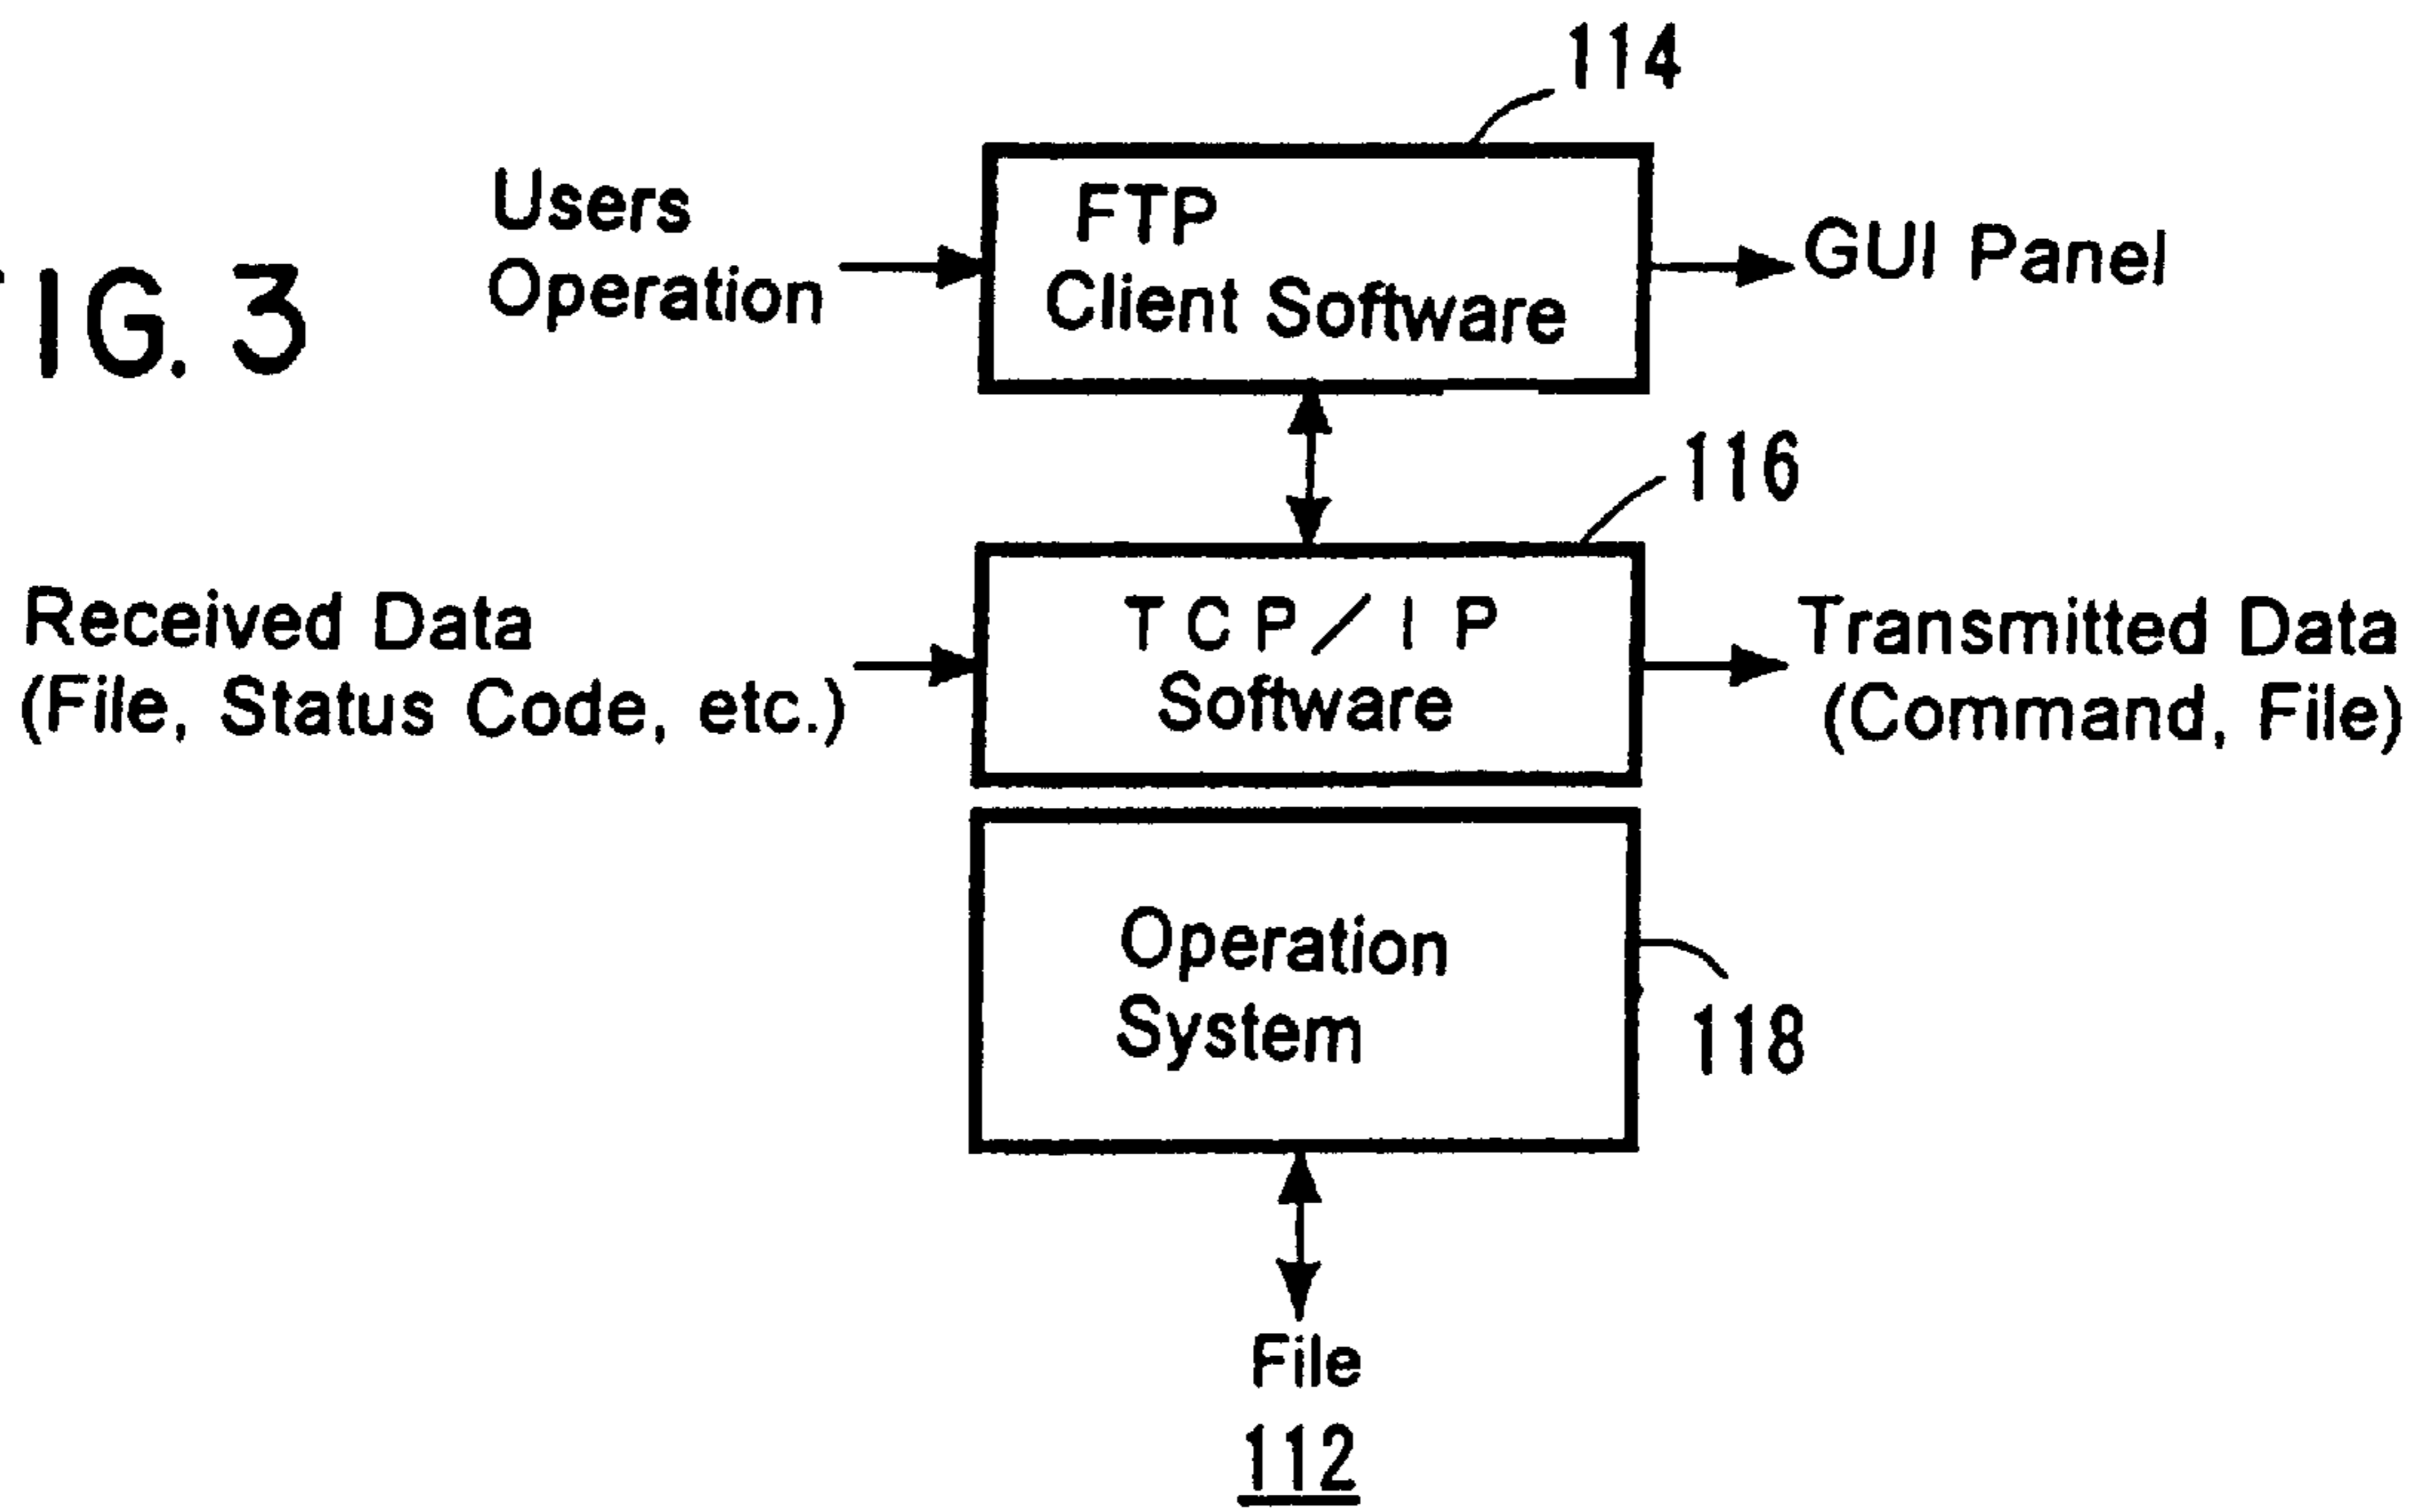 114
Users
Operation
FTP
Client Software
GUI Panel
IG. 3
116
Received Data
(File, Status Code, etc.)
TCP/IP
Software
Transmitted Data
(Command, File)
Operation
System
118
File
112